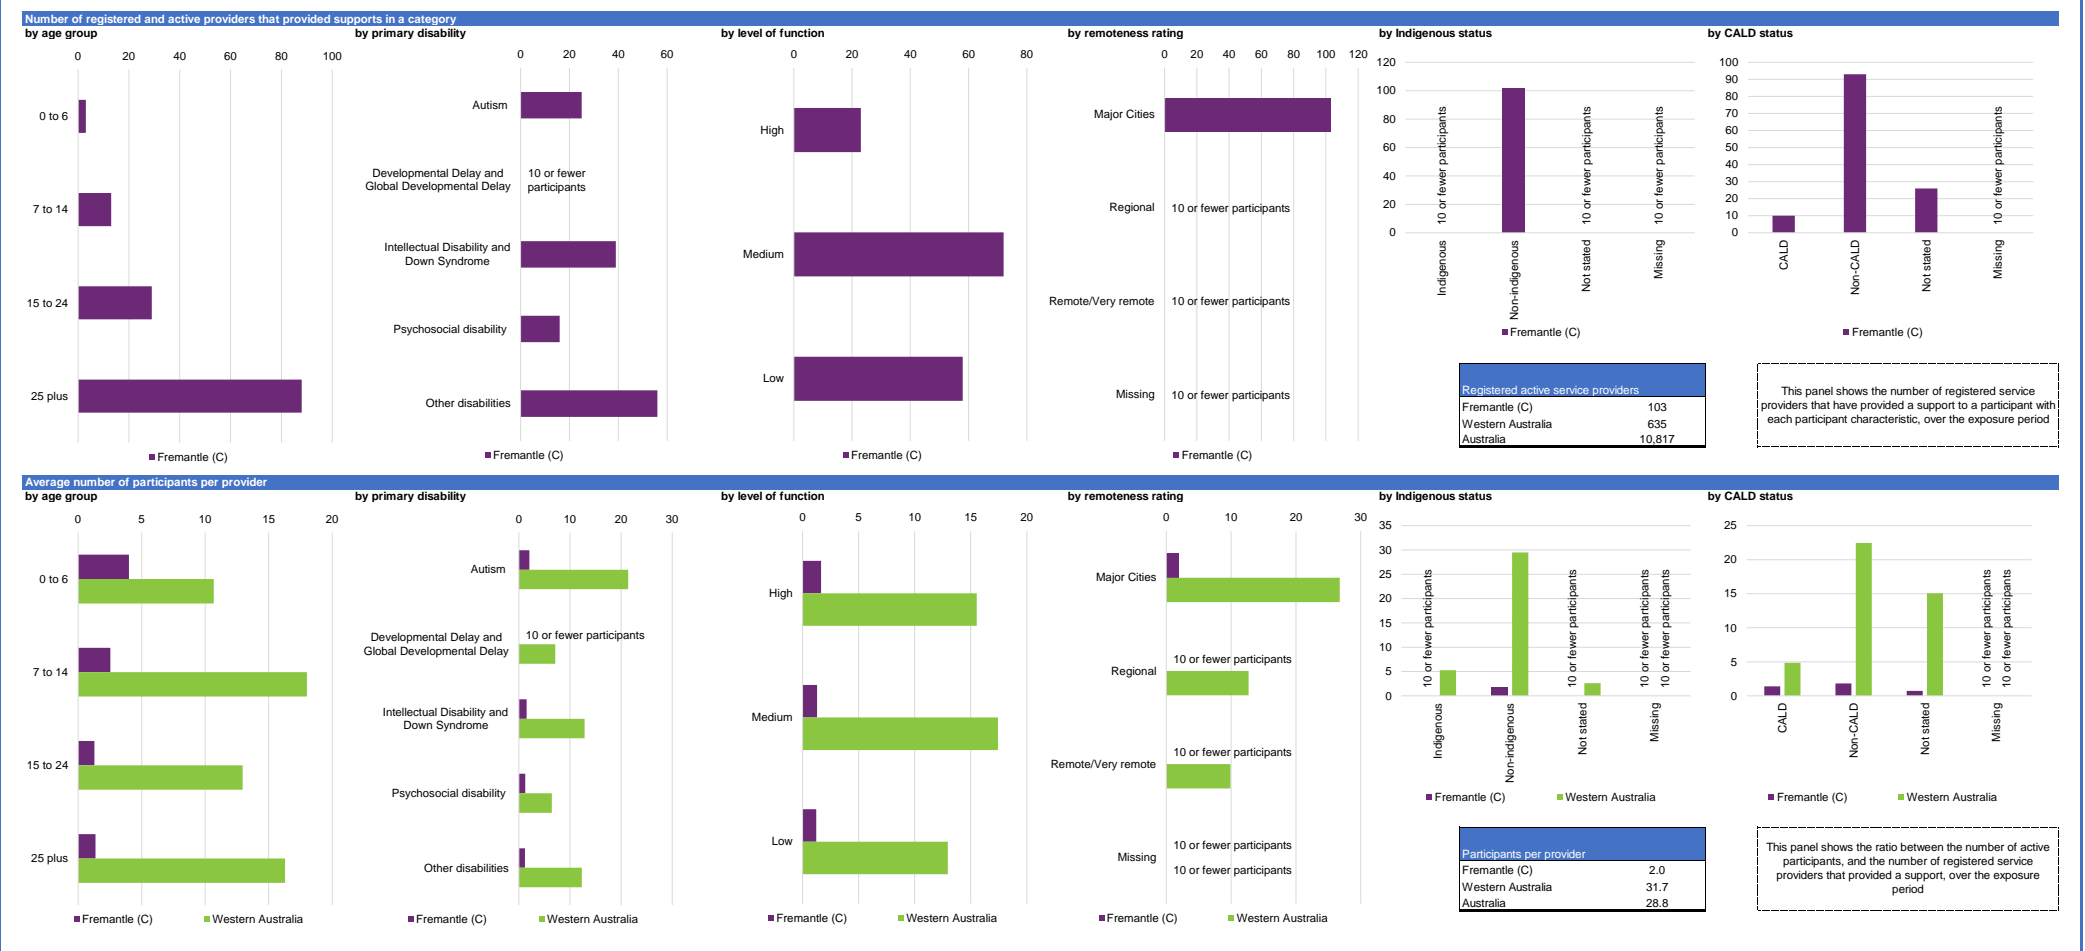 Number of registered and active providers that provided supports in a category
by age group
0 20 40 60 80 100
0 to 6
7 to 14
15 to 24
25 plus
Fremantle (C)
by primary disability
0 20 40 60
Autism
Developmental Delay and
Global Developmental Delay
10 or fewer
participants
Intellectual Disability and
Down Syndrome
Psychosocial disability
Other disabilities
Fremantle (C)
by level of function
0 20 40 60 80
High
Medium
Low
Fremantle (C)
by remoteness rating
0 20 40 60 80 100 120
Major Cities
Regional
10 or fewer participants
Remote/Very remote
10 or fewer participants
Missing
10 or fewer participants
Fremantle (C)
by Indigenous status
120
100
80
60
40
20
0
10 or fewer participants
10 or fewer participants
10 or fewer participants
Indigenous
Non-indigenous
Not stated
Missing
Fremantle (C)
by CALD status
100
90
80
70
60
50
40
30
20
10
0
10 or fewer participants
CALD
Non-CALD
Not stated
Missing
Fremantle (C)
Registered active service providers
Fremantle (C) 103
Western Australia 635
Australia 10,817
This panel shows the number of registered service
providers that have provided a support to a participant with
each participant characteristic, over the exposure period
Average number of participants per provider
by age group
0 5 10 15 20
0 to 6
7 to 14
15 to 24
25 plus
Fremantle (C) Western Australia
by primary disability
0 10 20 30
Autism
Developmental Delay and
Global Developmental Delay
10 or fewer participants
Intellectual Disability and
Down Syndrome
Psychosocial disability
Other disabilities
Fremantle (C) Western Australia
by level of function
0 5 10 15 20
High
Medium
Low
Fremantle (C) Western Australia
by remoteness rating
0 10 20 30
Major Cities
Regional
10 or fewer participants
Remote/Very remote
10 or fewer participants
Missing
10 or fewer participants
10 or fewer participants
Fremantle (C) Western Australia
by Indigenous status
35
30
25
20
15
10
5
0
10 or fewer participants
10 or fewer participants
10 or fewer participants
10 or fewer participants
Indigenous
Non-indigenous
Not stated
Missing
Fremantle (C) Western Australia
by CALD status
25
20
15
10
5
0
10 or fewer participants
10 or fewer participants
CALD
Non-CALD
Not stated
Missing
Fremantle (C) Western Australia
Participants per provider
Fremantle (C) 2.0
Western Australia 31.7
Australia 28.8
This panel shows the ratio between the number of active
participants, and the number of registered service
providers that provided a support, over the exposure
period